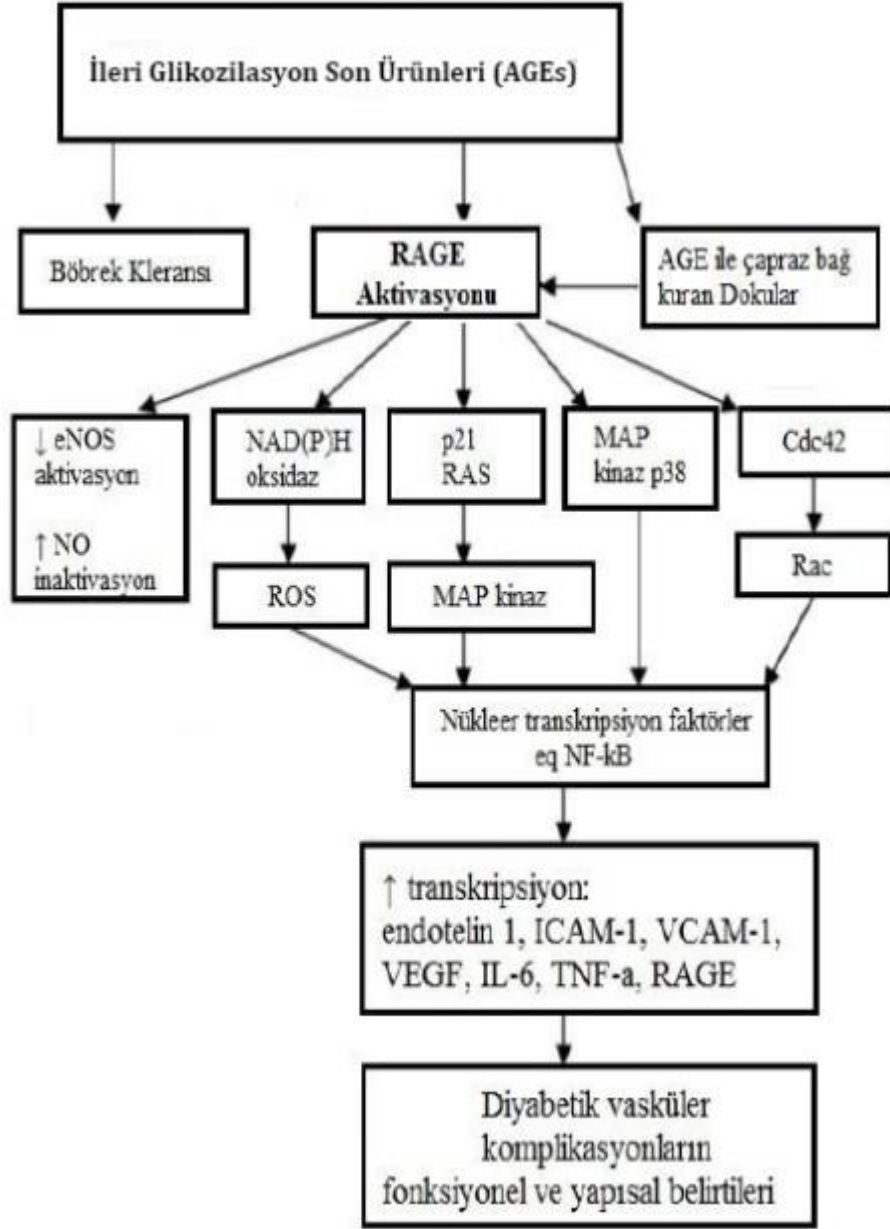 İleri Glikozilasyon Son Ürünleri (AGEs)
Böbrek Kleransı
RAGE
Aktivasyonu
AGE ile çapraz bağ
kuran Dokular
↓ eNOS
aktivasyon
↑ NO
inaktivasyon
NAD(P)H
oksidaz
p21
RAS
MAP
kinaz p38
Cdc42
ROS
MAP kinaz
Rac
Nükleer transkripsiyon faktörler
eq NF-kB
↑ transkripsiyon:
endotelin 1, ICAM-1, VCAM-1,
VEGF, IL-6, TNF-a, RAGE
Diyabetik vasküler
komplikasyonların
fonksiyonel ve yapısal belirtileri